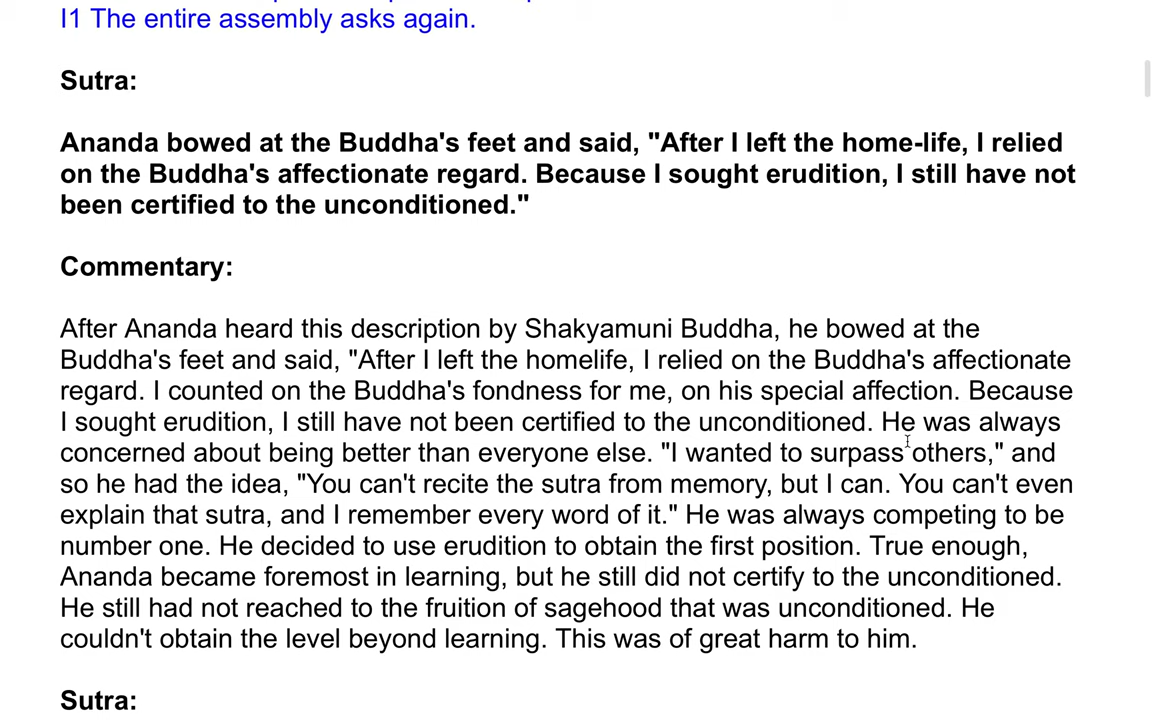 I1 The entire assembly asks again.
Sutra:
Ananda bowed at the Buddha's feet and said, "After I left the home-life, I relied
on the Buddha's affectionate regard. Because I sought erudition, I still have not
been certified to the unconditioned."
Commentary:
After Ananda heard this description by Shakyamuni Buddha, he bowed at the
Buddha's feet and said, "After I left the homelife, I relied on the Buddha's affectionate
regard. I counted on the Buddha's fondness for me, on his special affection. Because
I sought erudition, I still have not been certified to the unconditioned. He was always
concerned about being better than everyone else. "I wanted to surpass others," and
so he had the idea, "You can't recite the sutra from memory, but I can. You can't even
explain that sutra, and I remember every word of it." He was always competing to be
number one. He decided to use erudition to obtain the first position. True enough,
Ananda became foremost in learning, but he still did not certify to the unconditioned.
He still had not reached to the fruition of sagehood that was unconditioned. He
couldn't obtain the level beyond learning. This was of great harm to him.
Sutra: